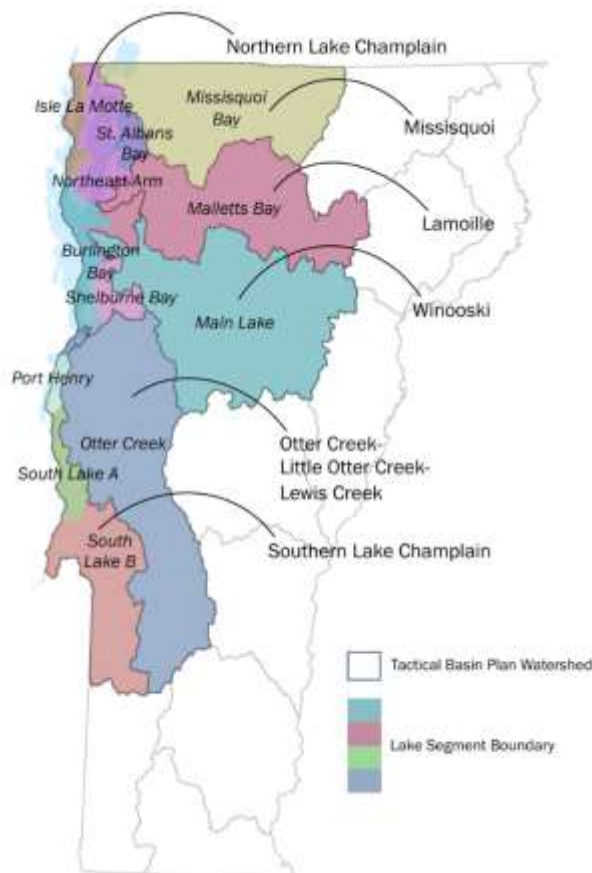 Northern Lake Champlain
Isle La Motte
Missisquoi
Bay
St. Albans
Bay
Missisquoi
Northeast Arm
Malletts Bay
Lamoille
Burlington
Bay
Shelburne Bay
Winooski
Main Lake
Port Henry
Otter Creek
Otter Creek-
Little Otter Creek-
Lewis Creek
South Lake A
South
Lake B
Southern Lake Champlain
Tactical Basin Plan Watershed
Lake Segment Boundary